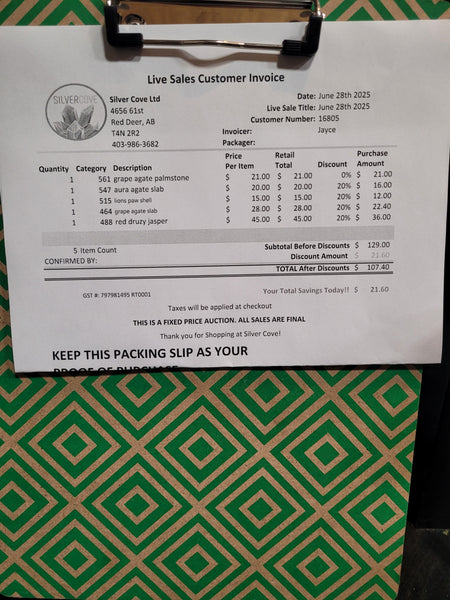 Live Sales Customer Invoice
SILVERCOVE
Silver Cove Ltd
4656 61st
Red Deer, AB
T4N 2R2
403-986-3682
Date: June 28th 2025
Live Sale Title: June 28th 2025
Customer Number: 16805
Invoicer: Jayce
Packager:
Quantity Category Description Price Per Item Retail Total Discount Purchase Amount
1 561 grape agate palmstone $ 21.00 $ 21.00 0% $ 21.00
1 547 aura agate slab $ 20.00 $ 20.00 20% $ 16.00
1 515 lions paw shell $ 15.00 $ 15.00 20% $ 12.00
1 464 grape agate slab $ 28.00 $ 28.00 20% $ 22.40
1 488 red druzy jasper $ 45.00 $ 45.00 20% $ 36.00
5 Item Count Subtotal Before Discounts $ 129.00
CONFIRMED BY: Discount Amount $ 21.60
TOTAL After Discounts $ 107.40
GST #: 797981495 RT0001 Your Total Savings Today!! $ 21.60
Taxes will be applied at checkout
THIS IS A FIXED PRICE AUCTION. ALL SALES ARE FINAL
Thank you for Shopping at Silver Cove!
KEEP THIS PACKING SLIP AS YOUR
PROOF OF PURCHASE